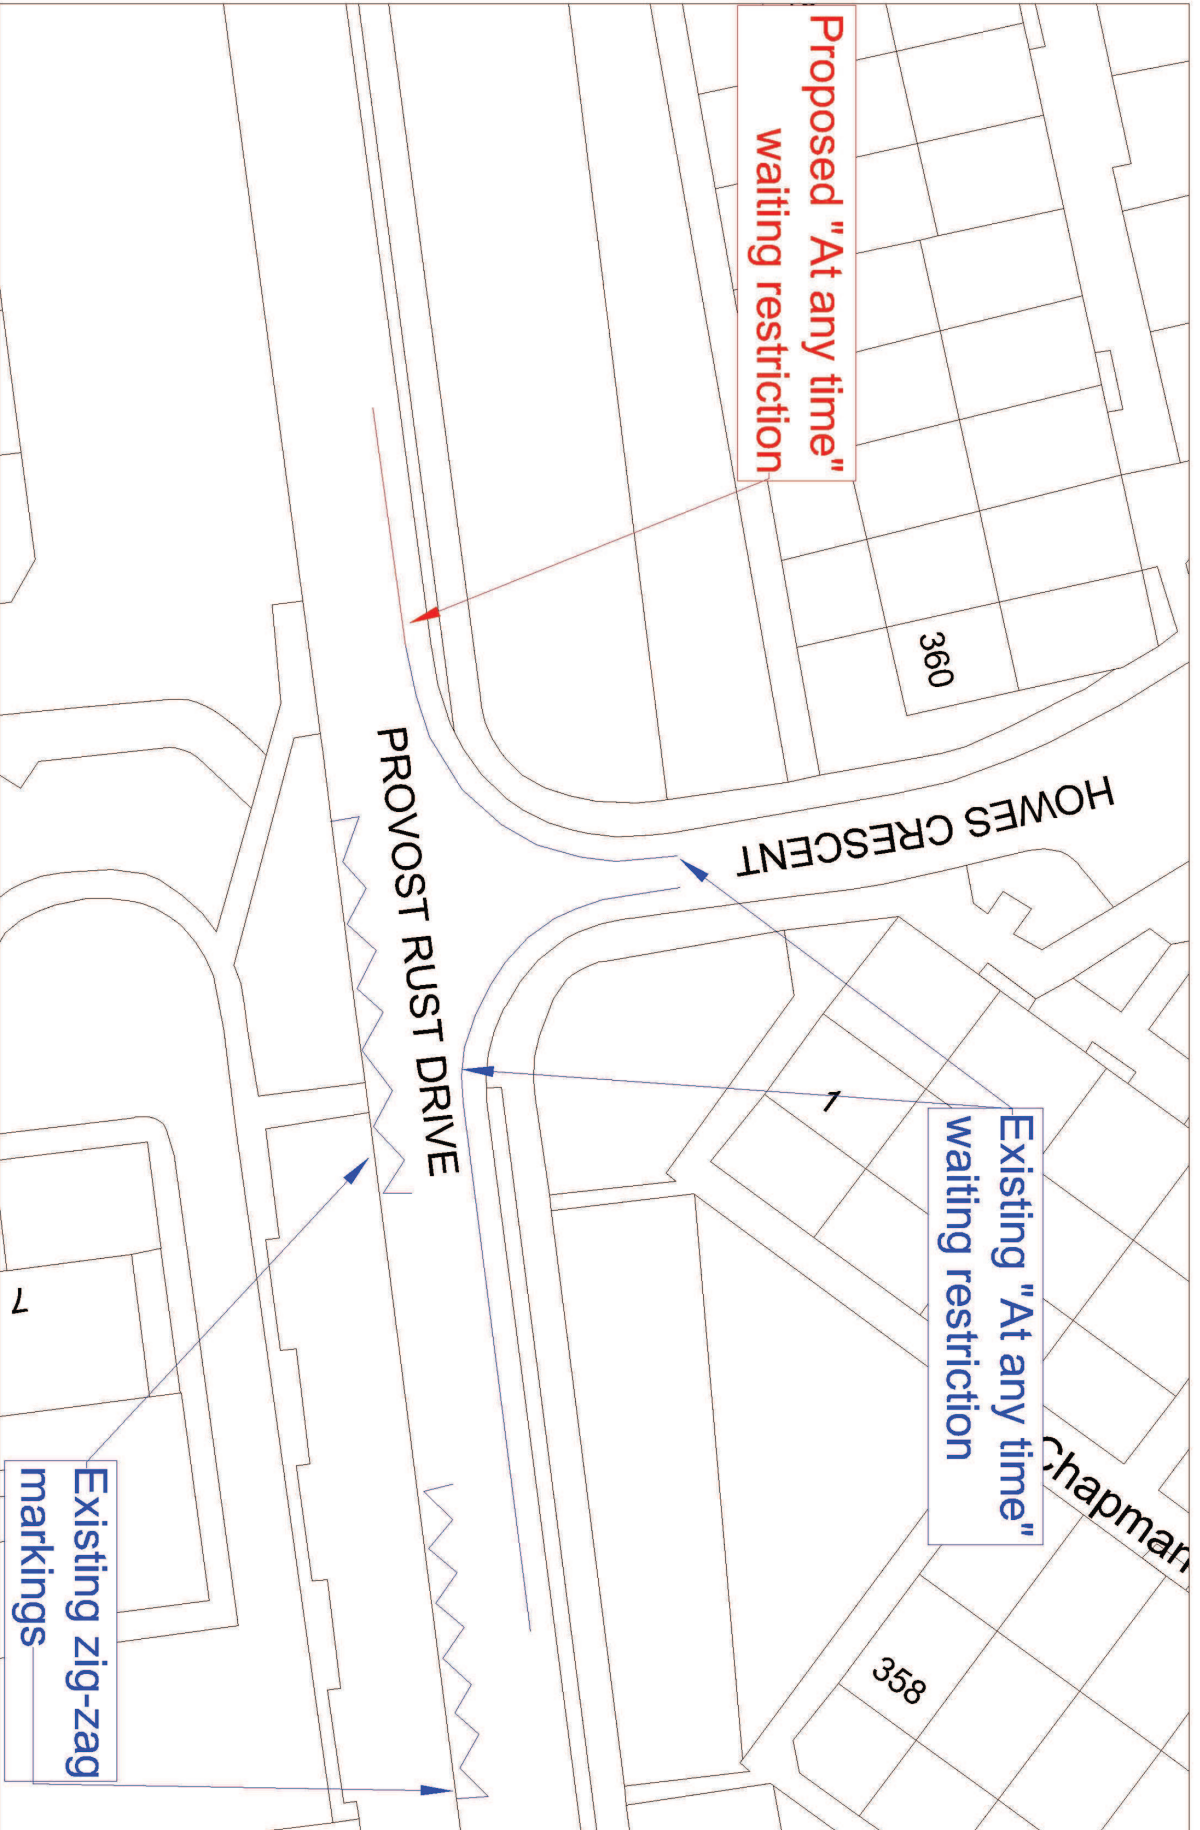 Proposed "At any time"
waiting restriction
360
HOWES CRESCENT
PROVOST RUST DRIVE
1
Existing "At any time"
waiting restriction
Chapman
358
7
Existing zig-zag
markings